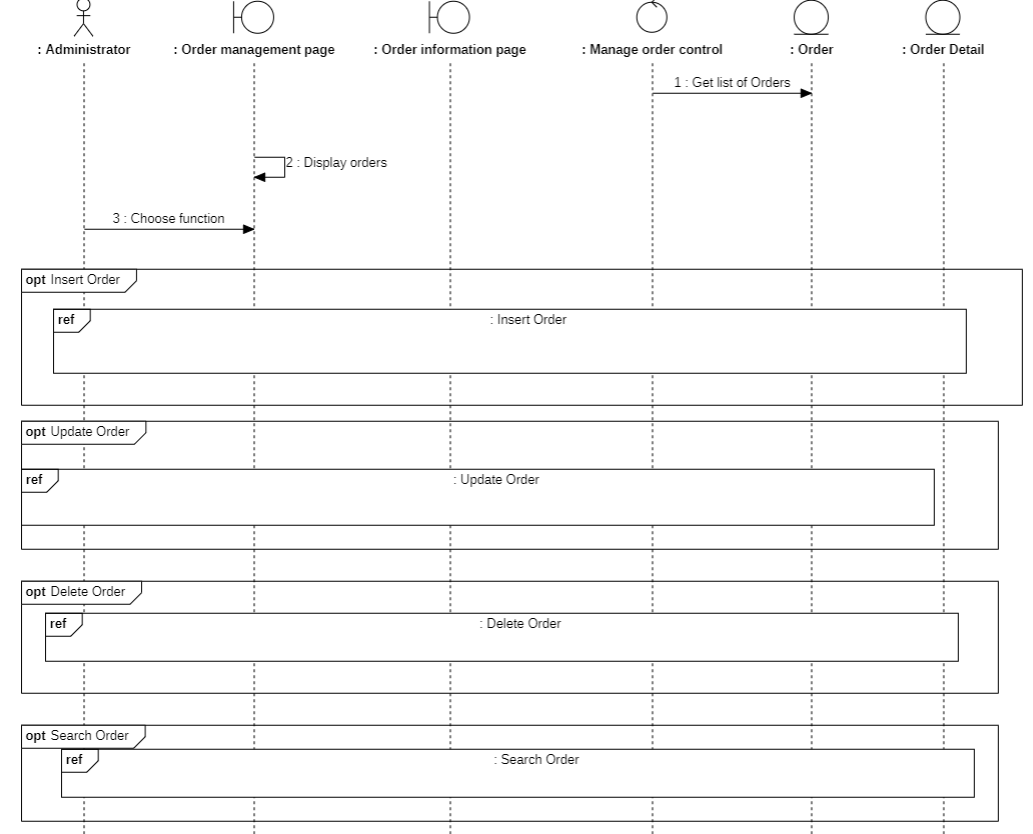 : Administrator
: Order management page
: Order information page
: Manage order control
: Order
: Order Detail
1 : Get list of Orders
2 : Display orders
3 : Choose function
opt Insert Order
ref
: Insert Order
opt Update Order
ref
: Update Order
opt Delete Order
ref
: Delete Order
opt Search Order
ref
: Search Order